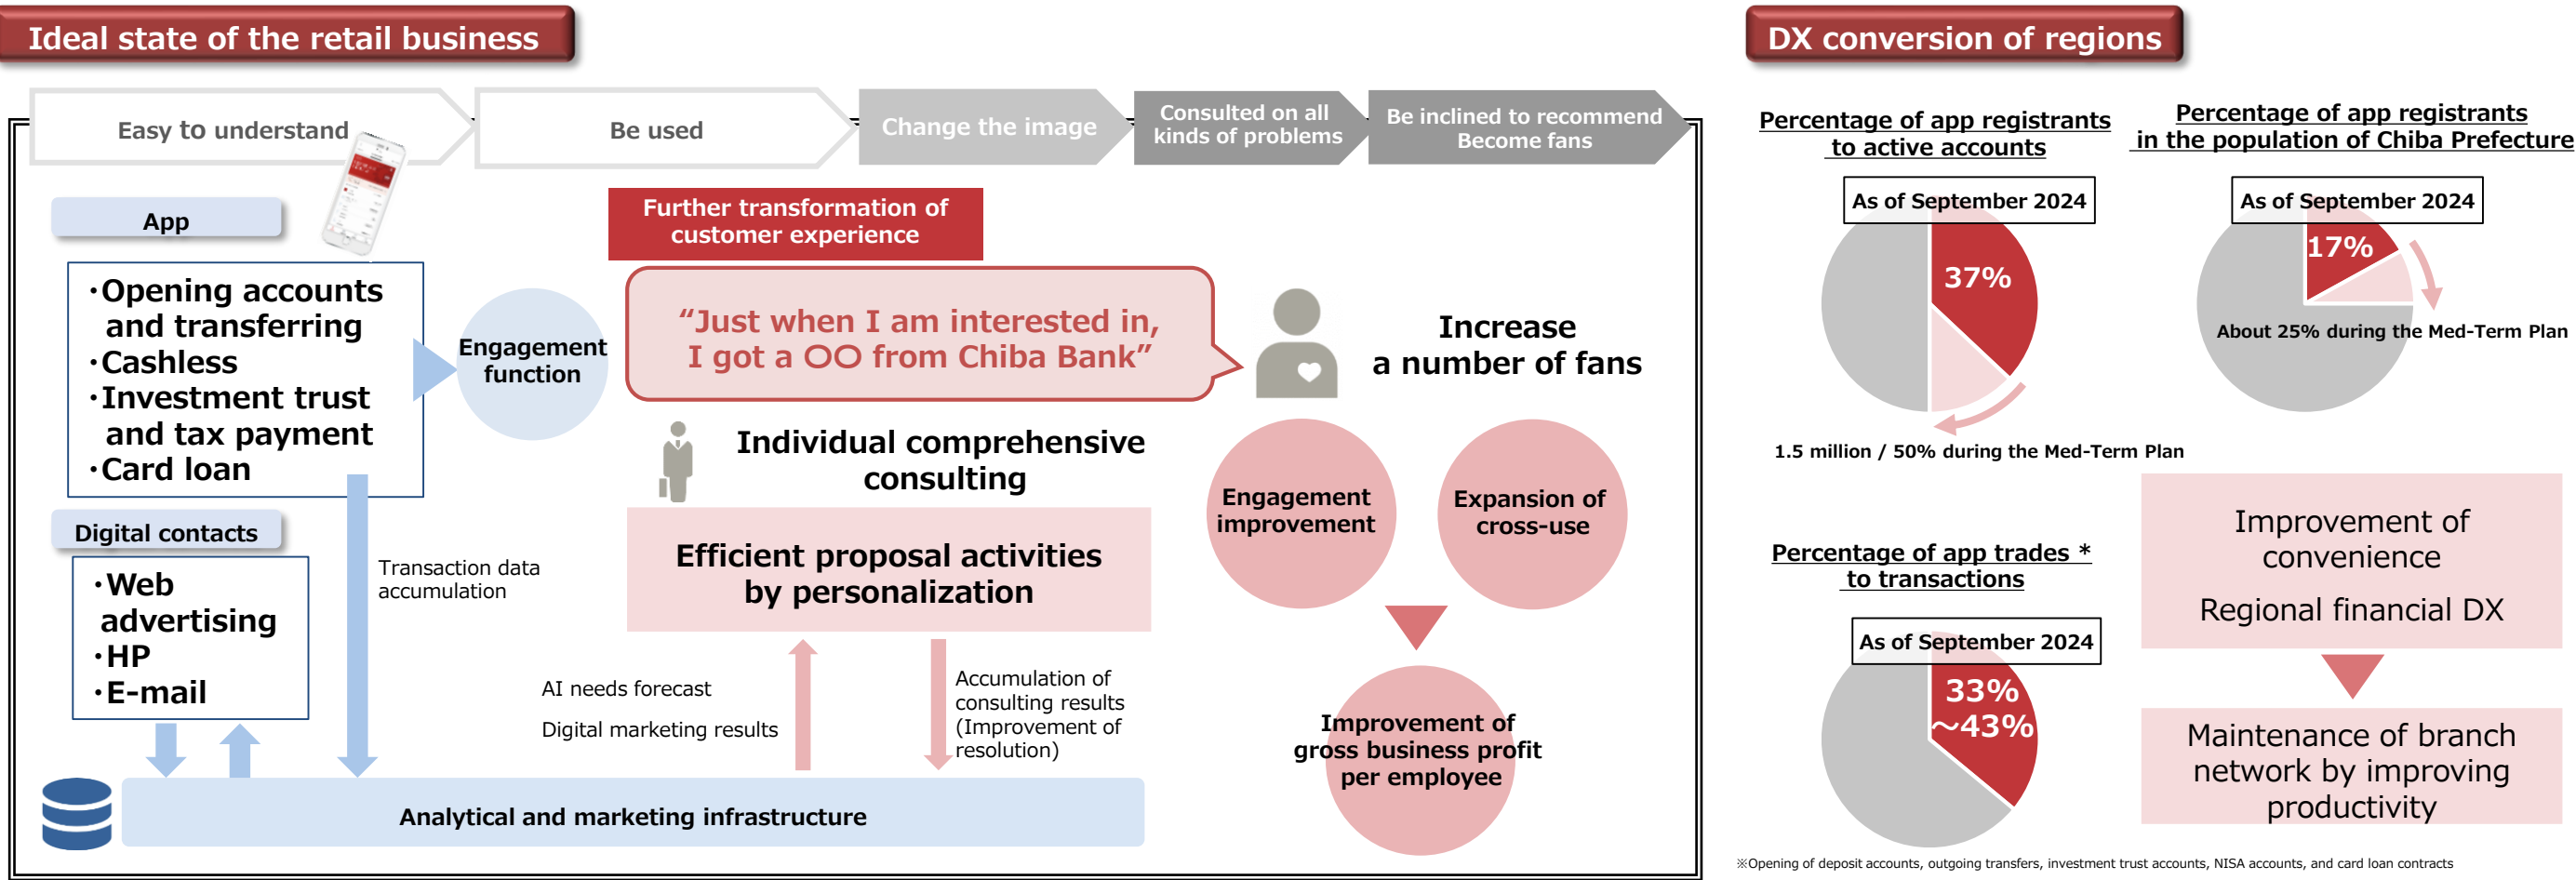 Ideal state of the retail business
Easy to understand
Be used
Change the image
Consulted on all
kinds of problems
Be inclined to recommend
Become fans
App
・Opening accounts
and transferring
・Cashless
・Investment trust
and tax payment
・Card loan
Engagement
function
Further transformation of
customer experience
“Just when I am interested in,
I got a 〇〇 from Chiba Bank”
Increase
a number of fans
Individual comprehensive
consulting
Efficient proposal activities
by personalization
Engagement
improvement
Expansion of
cross-use
Digital contacts
・Web
advertising
・HP
・E-mail
Transaction data
accumulation
AI needs forecast
Digital marketing results
Accumulation of
consulting results
(Improvement of
resolution)
Improvement of
gross business profit
per employee
Analytical and marketing infrastructure
DX conversion of regions
Percentage of app registrants
to active accounts
As of September 2024
37%
1.5 million / 50% during the Med-Term Plan
Percentage of app registrants
in the population of Chiba Prefecture
As of September 2024
17%
About 25% during the Med-Term Plan
Percentage of app trades *
to transactions
As of September 2024
33%
～43%
Improvement of
convenience
Regional financial DX
Maintenance of branch
network by improving
productivity
※Opening of deposit accounts, outgoing transfers, investment trust accounts, NISA accounts, and card loan contracts